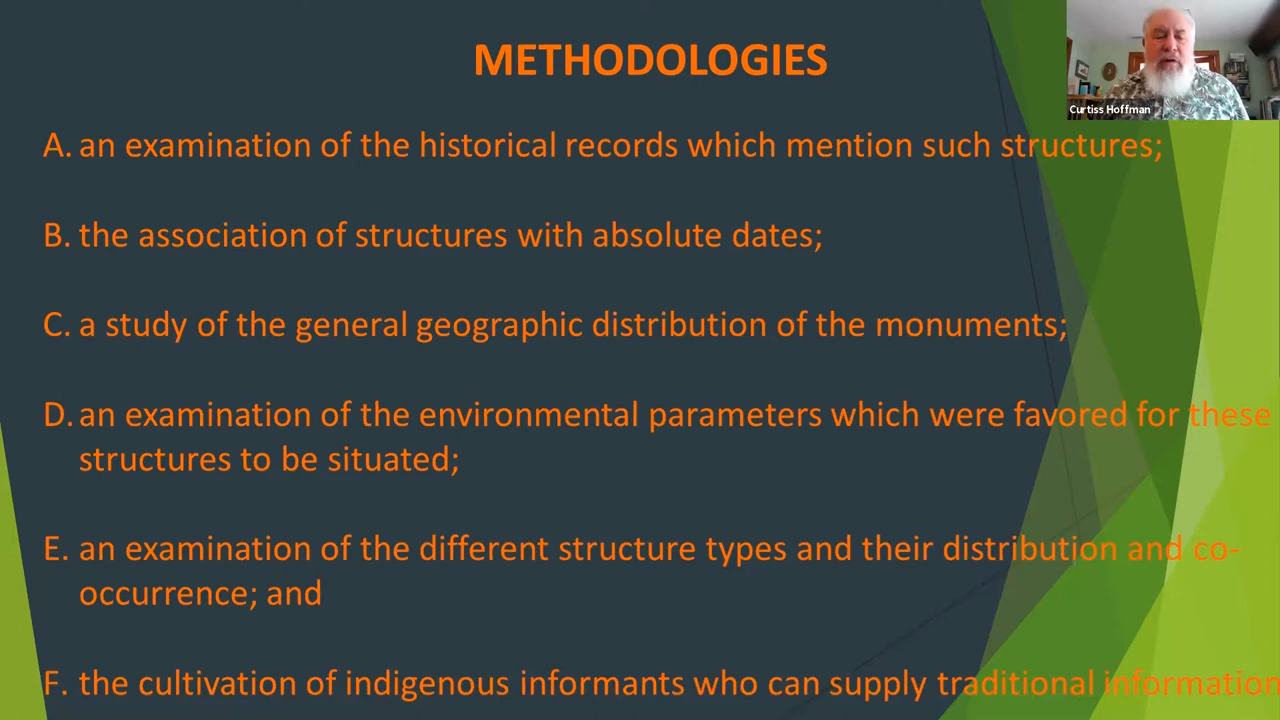 METHODOLOGIES
Curtiss Hoffman
A. an examination of the historical records which mention such structures;
B. the association of structures with absolute dates;
C. a study of the general geographic distribution of the monuments;
D. an examination of the environmental parameters which were favored for these
structures to be situated;
E. an examination of the different structure types and their distribution and co-
occurrence; and
F. the cultivation of indigenous informants who can supply traditional information